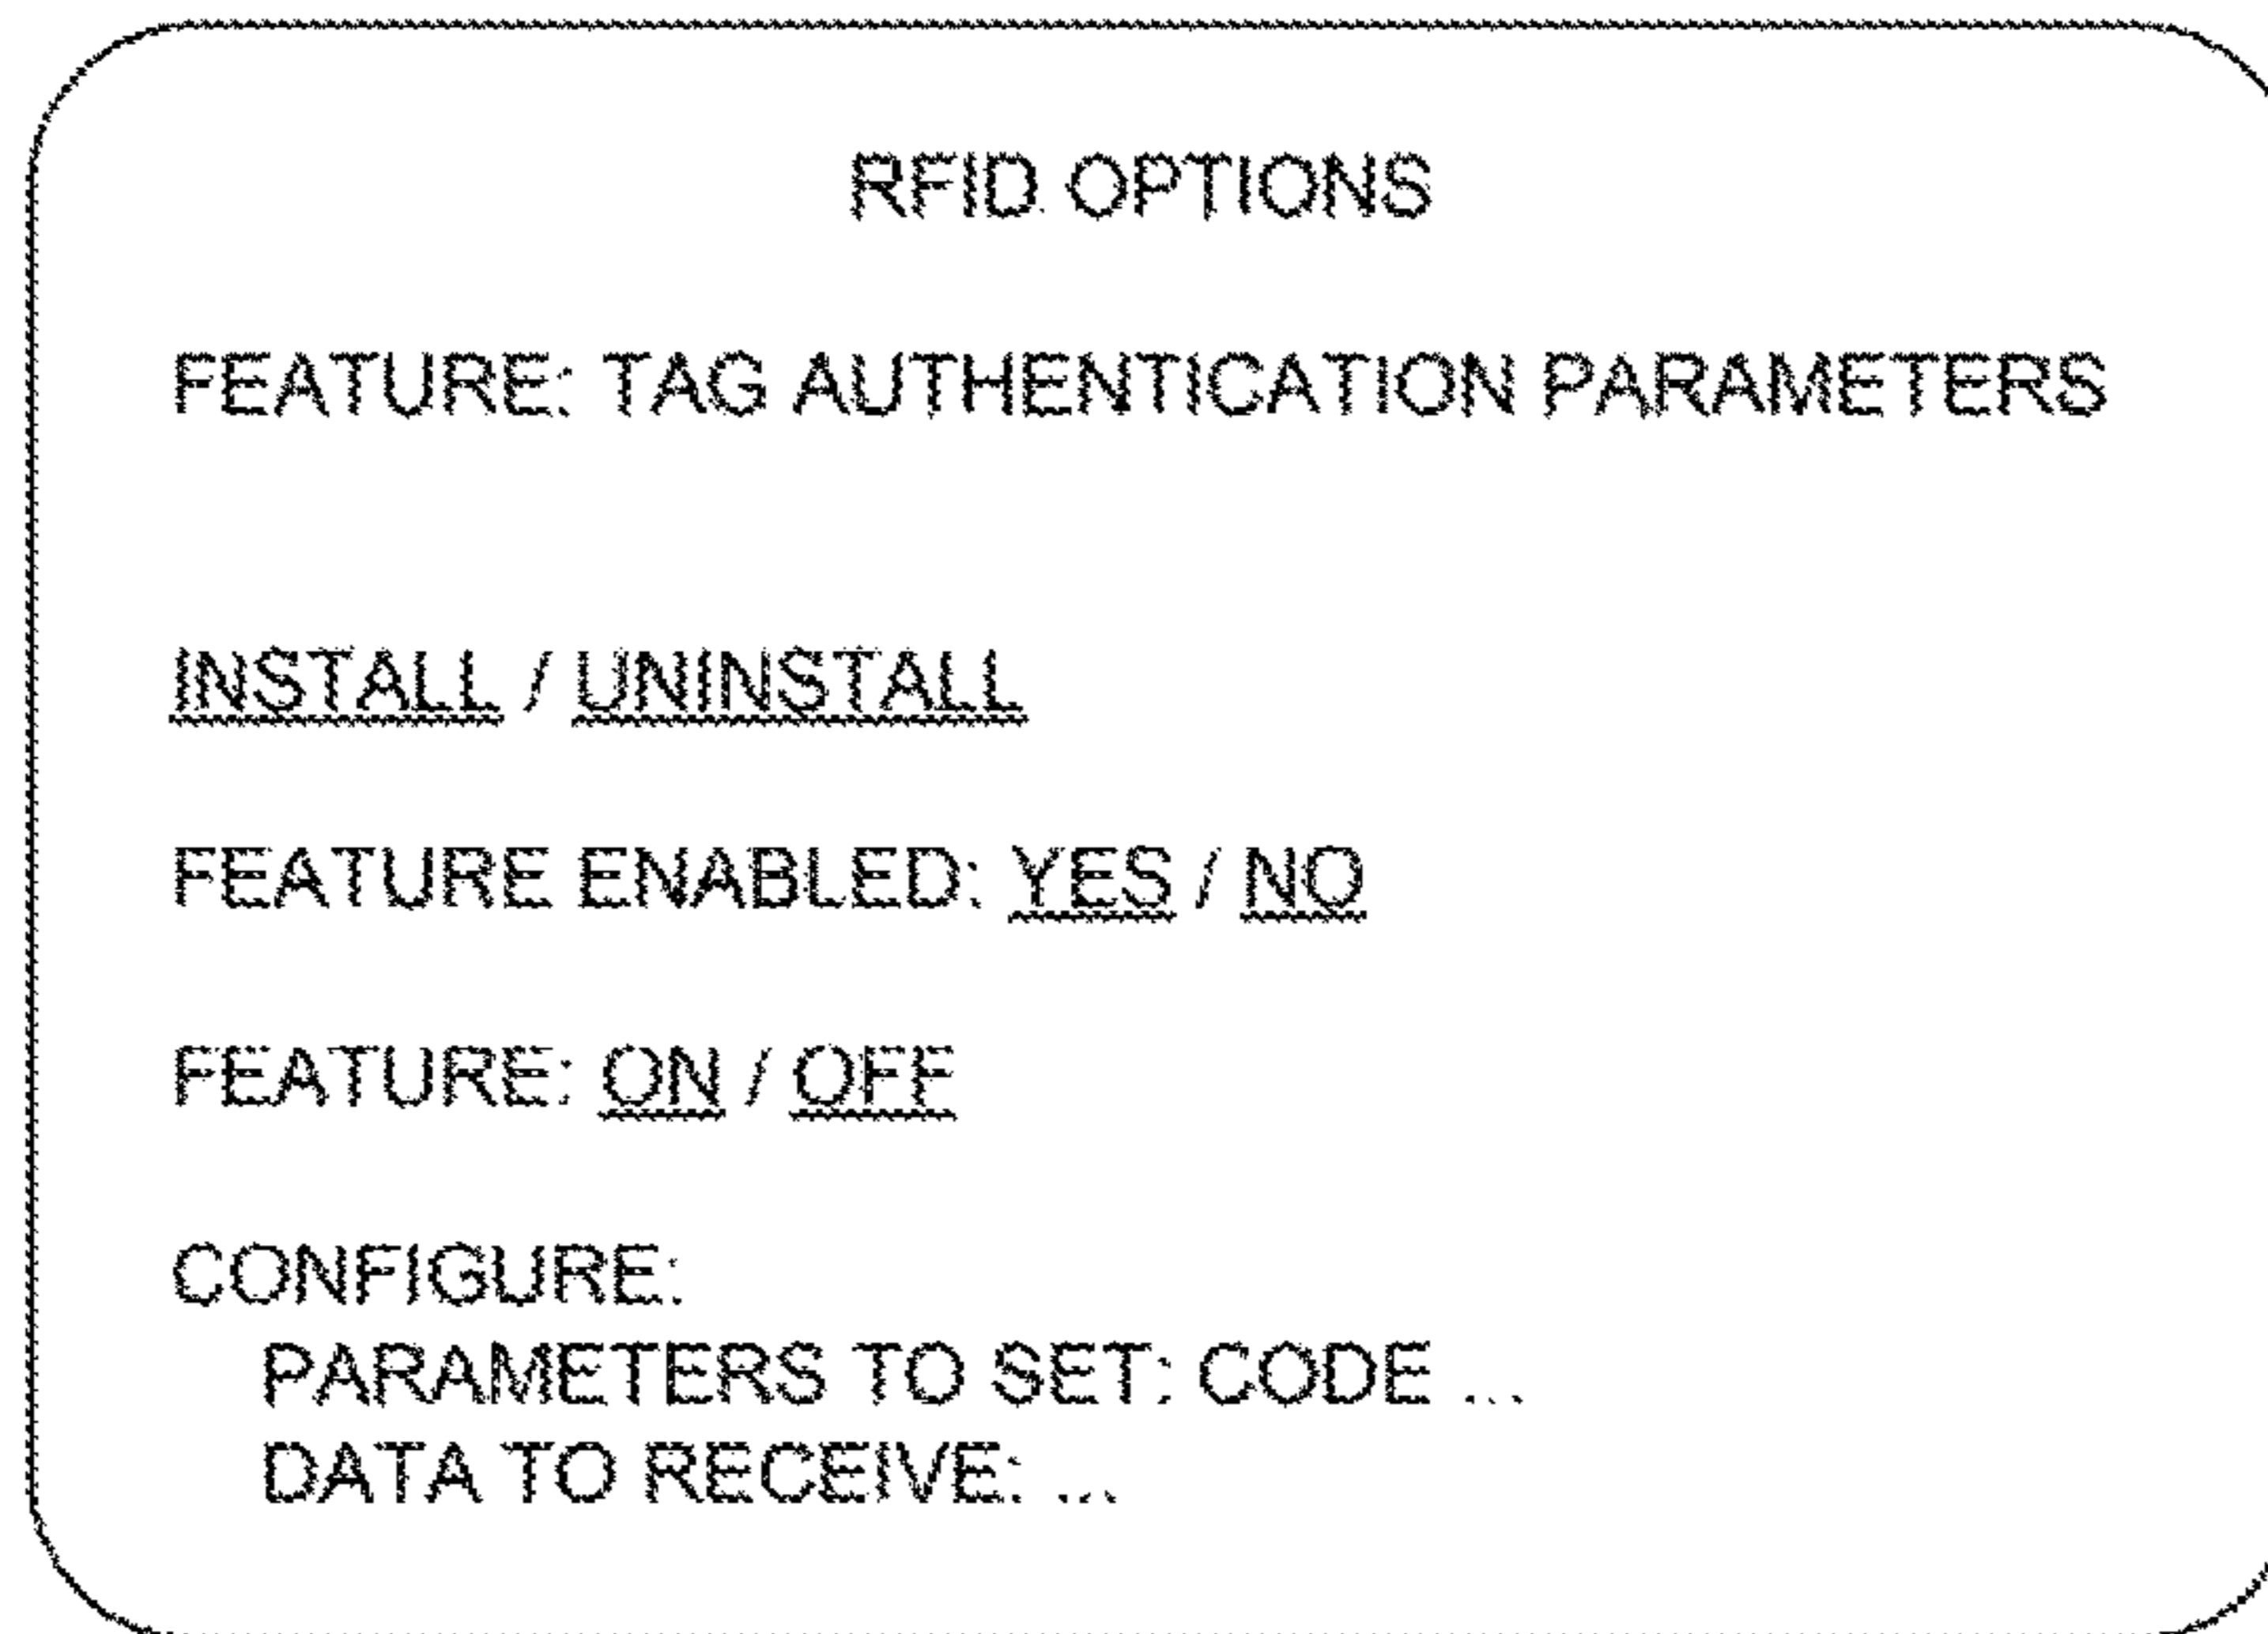 RFID OPTIONS
FEATURE: TAG AUTHENTICATION PARAMETERS
INSTALL / UNINSTALL
FEATURE ENABLED: YES / NO
FEATURE: ON / OFF
CONFIGURE:
PARAMETERS TO SET: CODE ...
DATA TO RECEIVE: ...